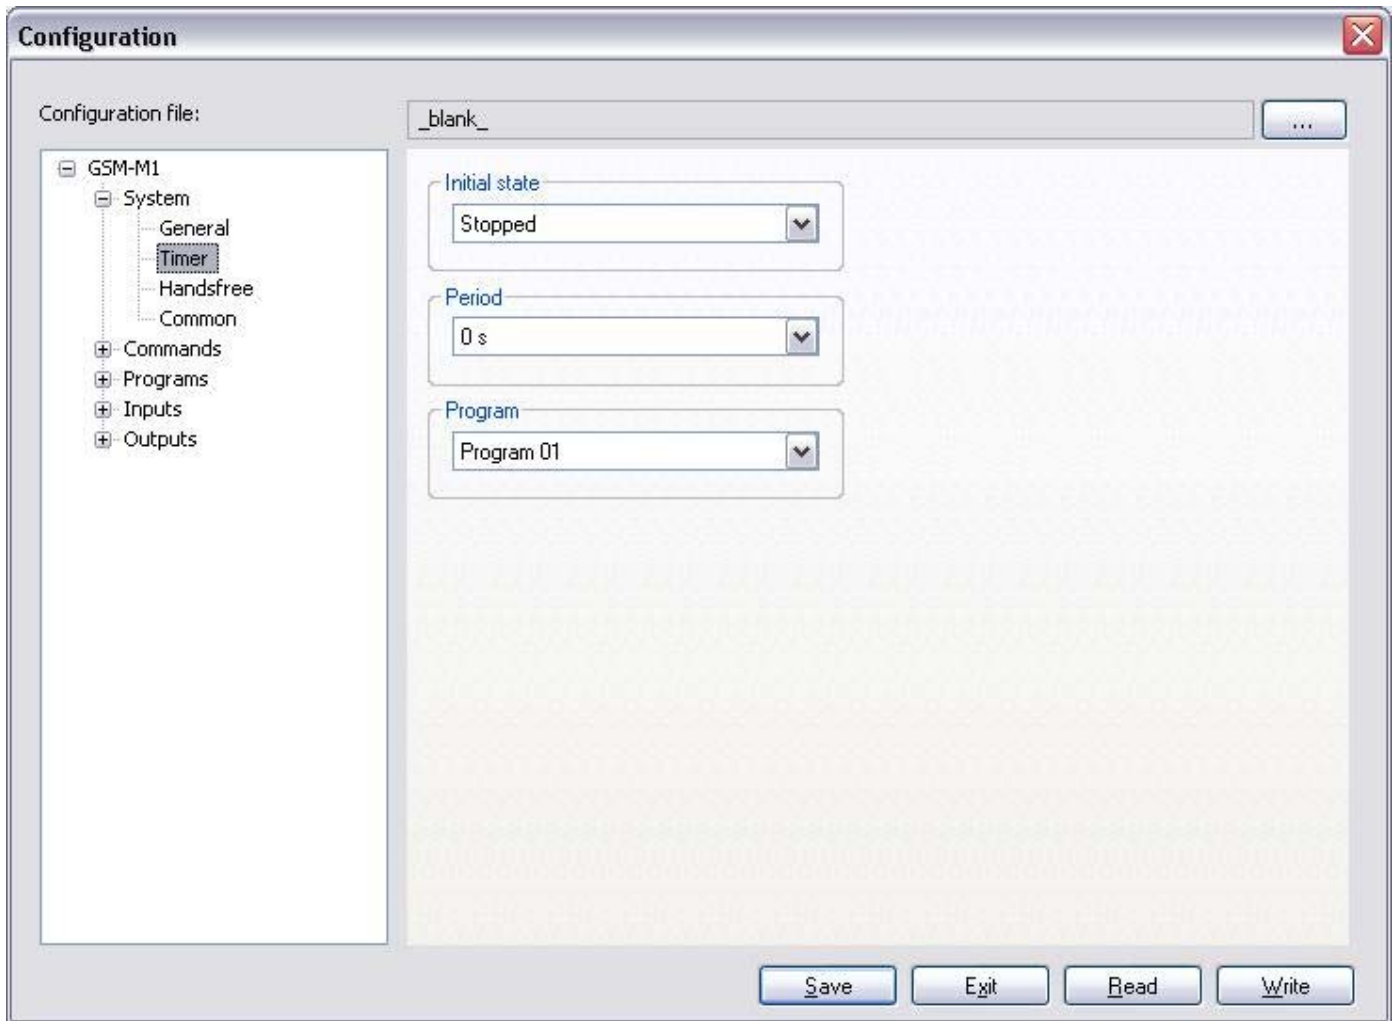 Configuration
Configuration file:
_blank_
...
GSM-M1
System
General
Timer
Handsfree
Common
Commands
Programs
Inputs
Outputs
Initial state
Stopped
Period
0 s
Program
Program 01
Save
Exit
Read
Write